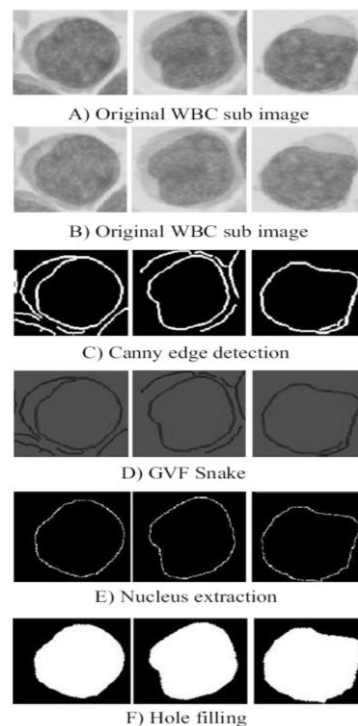 A) Original WBC sub image
B) Original WBC sub image
C) Canny edge detection
D) GVF Snake
E) Nucleus extraction
F) Hole filling